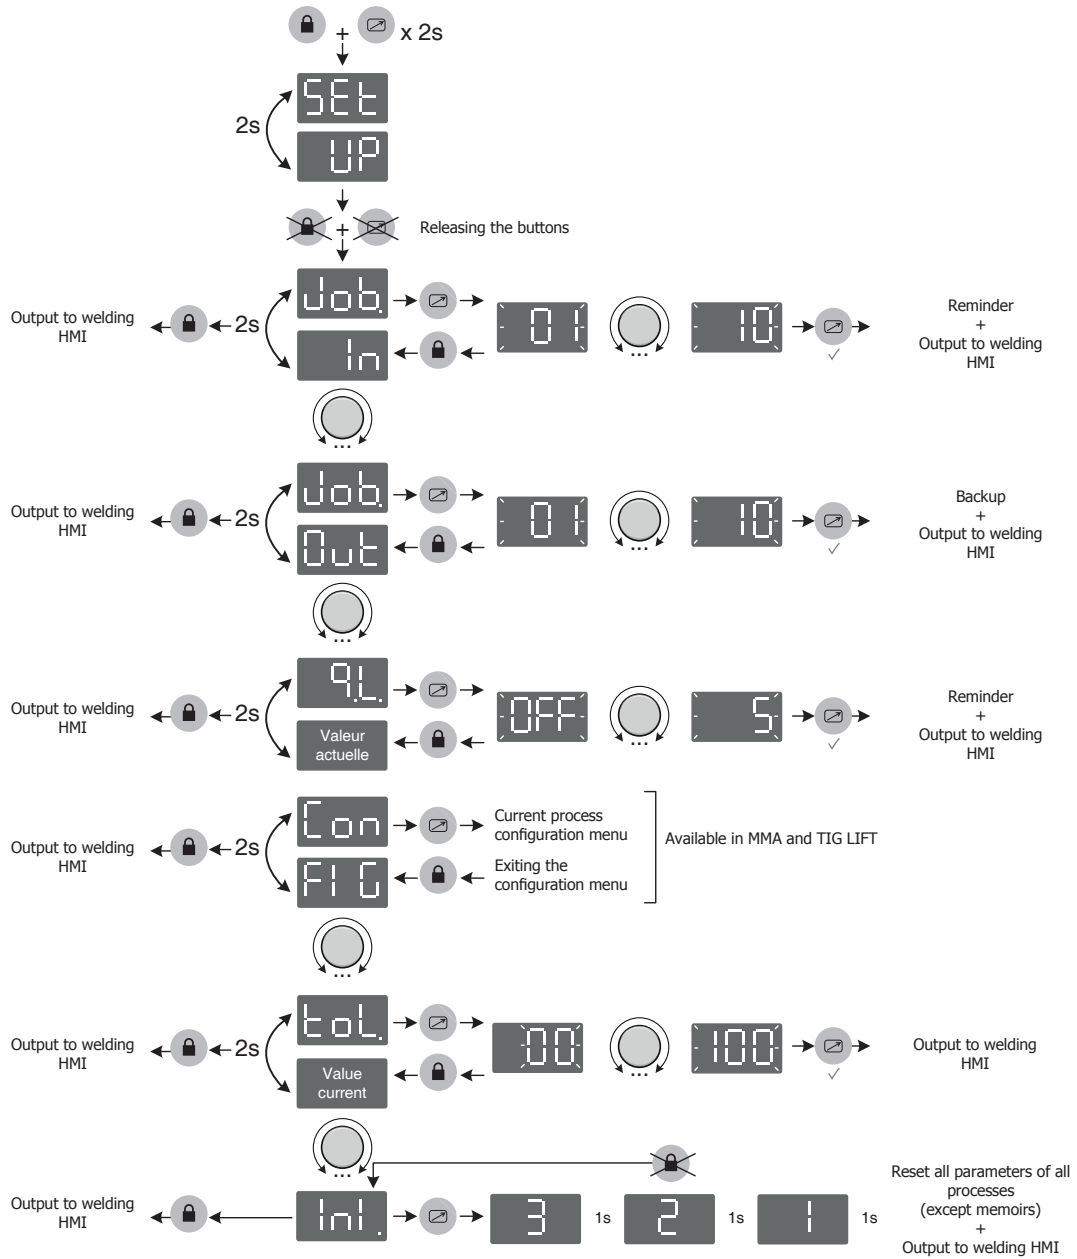 + x 2s
SEt
2s
UP
+ Releasing the buttons
Job.
Output to welding
HMI
2s
In
01
...
10
Reminder
+
Output to welding
HMI
...
Job.
Output to welding
HMI
2s
Out
01
...
10
Backup
+
Output to welding
HMI
...
q.L.
Output to welding
HMI
2s
Valeur
actuelle
OFF
...
5
Reminder
+
Output to welding
HMI
Con
Output to welding
HMI
2s
FIG
Current process
configuration menu
Exiting the
configuration menu
Available in MMA and TIG LIFT
...
toL.
Output to welding
HMI
2s
Value
current
00
...
100
Output to welding
HMI
...
Output to welding
HMI
InI.
3 1s 2 1s 1 1s
Reset all parameters of all
processes
(except memoirs)
+
Output to welding HMI